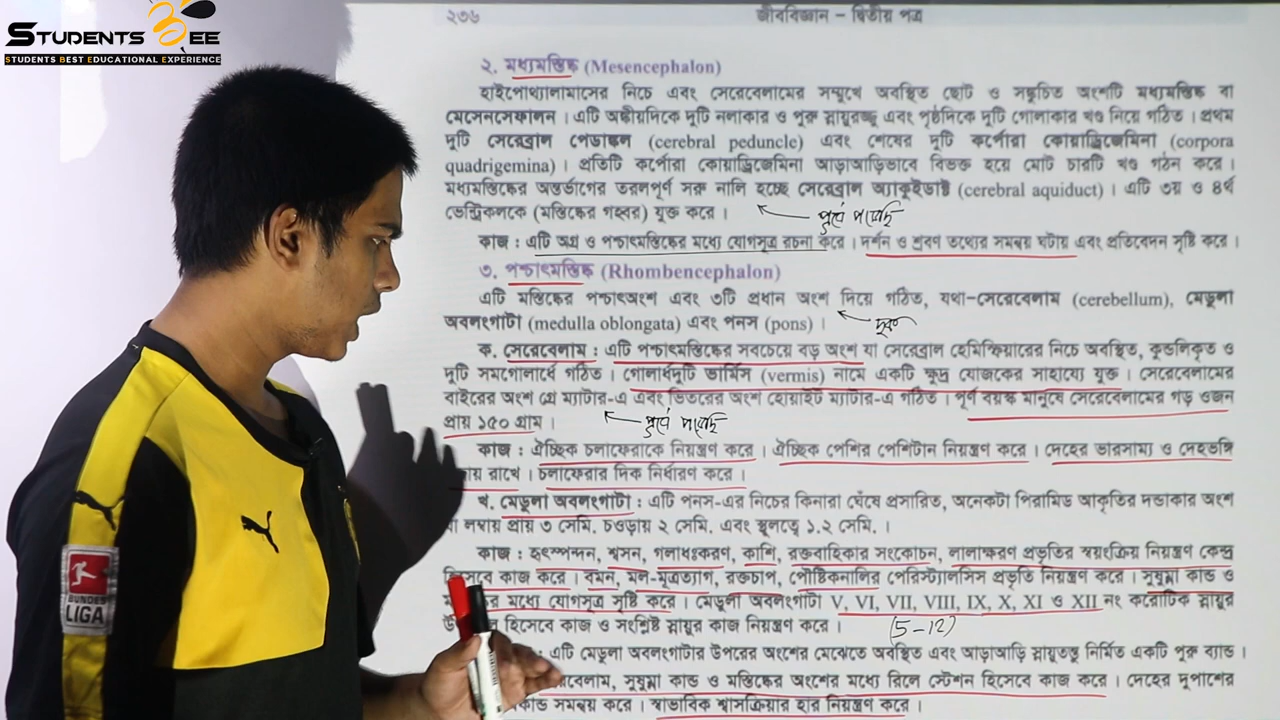 STUDENTS BEE
STUDENTS BEST EDUCATIONAL EXPERIENCE
২৩৬
জীববিজ্ঞান – দ্বিতীয় পত্র
২. মধ্যমস্তিষ্ক (Mesencephalon)
হাইপোথ্যালামাসের নিচে এবং সেরেবেলামের সম্মুখে অবস্থিত ছোট ও সঙ্কুচিত অংশটি মধ্যমস্তিষ্ক বা
মেসেনসেফালন । এটি অঙ্কীয়দিকে দুটি নলাকার ও পুরু স্নায়ুরজ্জু এবং পৃষ্ঠদিকে দুটি গোলাকার খণ্ড নিয়ে গঠিত । প্রথম
দুটি সেরেব্রাল পেডাঙ্কল (cerebral peduncle) এবং শেষের দুটি কর্পোরা কোয়াড্রিজেমিনা (corpora
quadrigemina) । প্রতিটি কর্পোরা কোয়াড্রিজেমিনা আড়াআড়িভাবে বিভক্ত হয়ে মোট চারটি খণ্ড গঠন করে ।
মধ্যমস্তিষ্কের অন্তর্ভাগের তরলপূর্ণ সরু নালি হচ্ছে সেরেব্রাল অ্যাকুইডাক্ট (cerebral aquiduct) । এটি ৩য় ও ৪র্থ
ভেন্ট্রিকলকে (মস্তিষ্কের গহ্বর) যুক্ত করে ।
কাজ : এটি অগ্র ও পশ্চাৎমস্তিষ্কের মধ্যে যোগসূত্র রচনা করে । দর্শন ও শ্রবণ তথ্যের সমন্বয় ঘটায় এবং প্রতিবেদন সৃষ্টি করে ।
৩. পশ্চাৎমস্তিষ্ক (Rhombencephalon)
এটি মস্তিষ্কের পশ্চাৎঅংশ এবং ৩টি প্রধান অংশ দিয়ে গঠিত, যথা–সেরেবেলাম (cerebellum), মেডুলা
অবলংগাটা (medulla oblongata) এবং পনস (pons) ।
ক. সেরেবেলাম : এটি পশ্চাৎমস্তিষ্কের সবচেয়ে বড় অংশ যা সেরেব্রাল হেমিস্ফিয়ারের নিচে অবস্থিত, কুন্ডলিকৃত ও
দুটি সমগোলার্ধে গঠিত । গোলার্ধদুটি ভার্মিস (vermis) নামে একটি ক্ষুদ্র যোজকের সাহায্যে যুক্ত । সেরেবেলামের
বাইরের অংশ গ্রে ম্যাটার-এ এবং ভিতরের অংশ হোয়াইট ম্যাটার-এ গঠিত । পূর্ণ বয়স্ক মানুষে সেরেবেলামের গড় ওজন
প্রায় ১৫০ গ্রাম ।
কাজ : ঐচ্ছিক চলাফেরাকে নিয়ন্ত্রণ করে । ঐচ্ছিক পেশির পেশিটান নিয়ন্ত্রণ করে । দেহের ভারসাম্য ও দেহভঙ্গি
রাখে । চলাফেরার দিক নির্ধারণ করে ।
খ. মেডুলা অবলংগাটা : এটি পনস-এর নিচের কিনারা ঘেঁষে প্রসারিত, অনেকটা পিরামিড আকৃতির দন্ডাকার অংশ
যা লম্বায় প্রায় ৩ সেমি. চওড়ায় ২ সেমি. এবং স্থূলত্বে ১.২ সেমি. ।
কাজ : হৃৎস্পন্দন, শ্বসন, গলাধঃকরণ, কাশি, রক্তবাহিকার সংকোচন, লালাক্ষরণ প্রভৃতির স্বয়ংক্রিয় নিয়ন্ত্রণ কেন্দ্র
হিসেবে কাজ করে । বমন, মল-মূত্রত্যাগ, রক্তচাপ, পৌষ্টিকনালির পেরিস্ট্যালসিস প্রভৃতি নিয়ন্ত্রণ করে । সুষুম্না কান্ড ও
মধ্যে যোগসূত্র সৃষ্টি করে । মেডুলা অবলংগাটা V, VI, VII, VIII, IX, X, XI ও XII নং করোটিক স্নায়ুর
হিসেবে কাজ ও সংশ্লিষ্ট স্নায়ুর কাজ নিয়ন্ত্রণ করে ।
(5-12)
এটি মেডুলা অবলংগাটার উপরের অংশের মেঝেতে অবস্থিত এবং আড়াআড়ি স্নায়ুতন্তু নির্মিত একটি পুরু ব্যান্ড ।
সুষুম্না কান্ড ও মস্তিষ্কের অংশের মধ্যে রিলে স্টেশন হিসেবে কাজ করে । দেহের দুপাশের
সমন্বয় করে । স্বাভাবিক শ্বাসক্রিয়ার হার নিয়ন্ত্রণ করে ।
BUNDES
LIGA